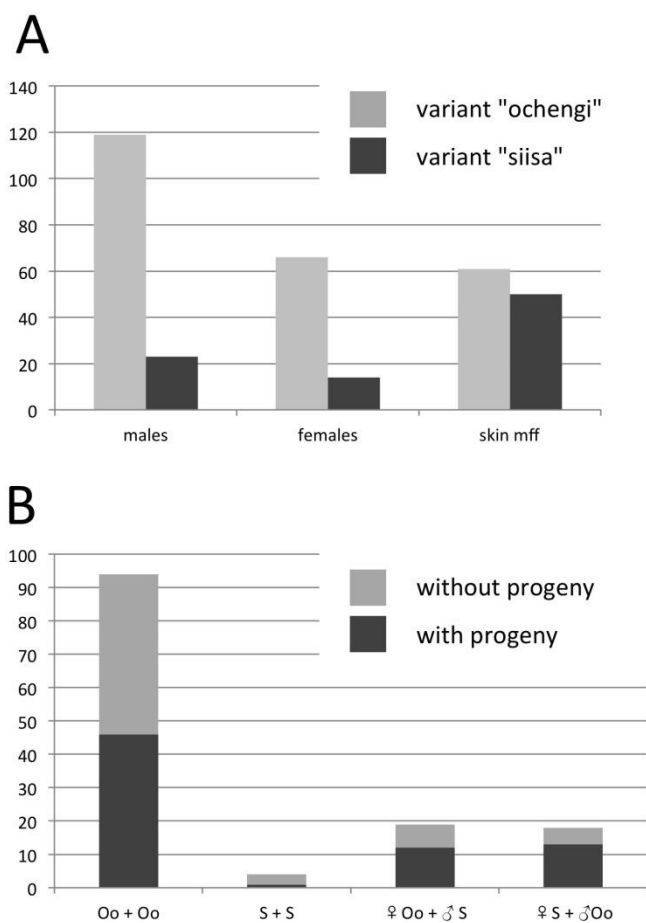 A
140
120
100
80
60
40
20
0
variant "ochengi"
variant "siisa"
males females skin mff
B
100
90
80
70
60
50
40
30
20
10
0
without progeny
with progeny
Oo + Oo S + S ♀ Oo + ♂ S ♀ S + ♂Oo